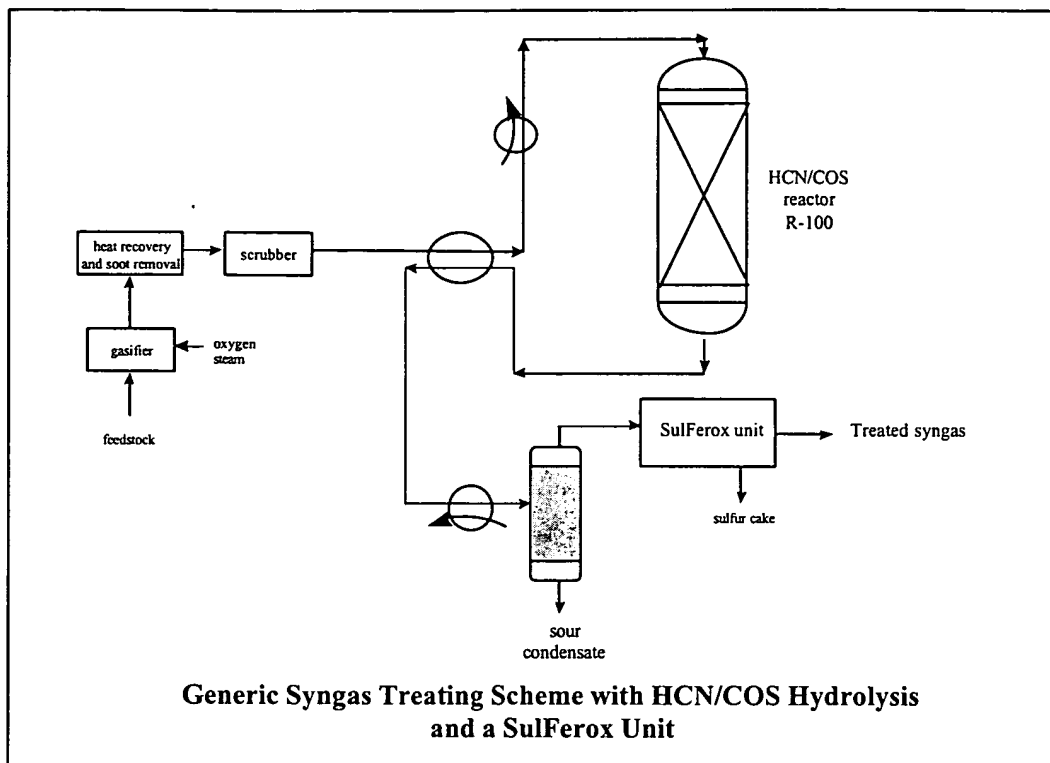 HCN/COS
reactor
R-100
heat recovery
and soot removal
scrubber
gasifier
oxygen
steam
feedstock
SulFerox unit
Treated syngas
sulfur cake
sour
condensate
Generic Syngas Treating Scheme with HCN/COS Hydrolysis
and a SulFerox Unit